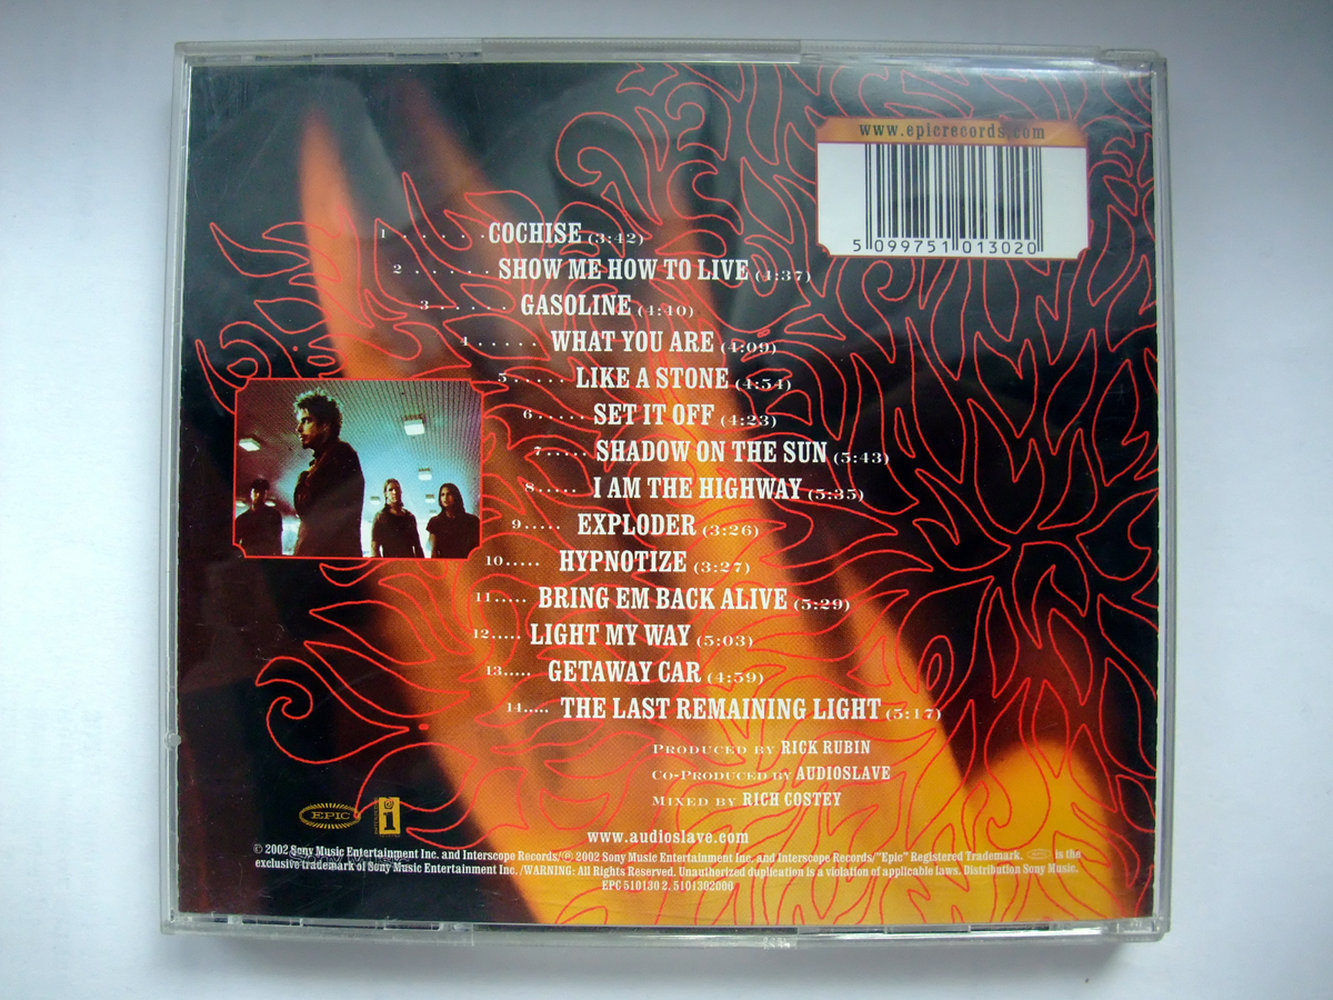 www.epicrecords.com
5 099751 013020
1 ...... COCHISE (3:42)
2 ..... SHOW ME HOW TO LIVE (4:37)
3 ..... GASOLINE (4:10)
4 ..... WHAT YOU ARE (4:09)
5 ..... LIKE A STONE (4:54)
6 ..... SET IT OFF (4:23)
7 ..... SHADOW ON THE SUN (5:43)
8 ..... I AM THE HIGHWAY (5:35)
9 ..... EXPLODER (3:26)
10 ..... HYPNOTIZE (3:27)
11 ..... BRING EM BACK ALIVE (5:29)
12 ..... LIGHT MY WAY (5:03)
13 ..... GETAWAY CAR (4:59)
14 ..... THE LAST REMAINING LIGHT (5:17)
PRODUCED BY RICK RUBIN
CO-PRODUCED BY AUDIOSLAVE
MIXED BY RICH COSTEY
EPIC
i
www.audioslave.com
© 2002 Sony Music Entertainment Inc. and Interscope Records/℗ 2002 Sony Music Entertainment Inc. and Interscope Records/"Epic" Registered Trademark. is the
exclusive trademark of Sony Music Entertainment Inc. /WARNING: All Rights Reserved. Unauthorized duplication is a violation of applicable laws. Distribution Sony Music.
EPC 510130 2. 5101302000